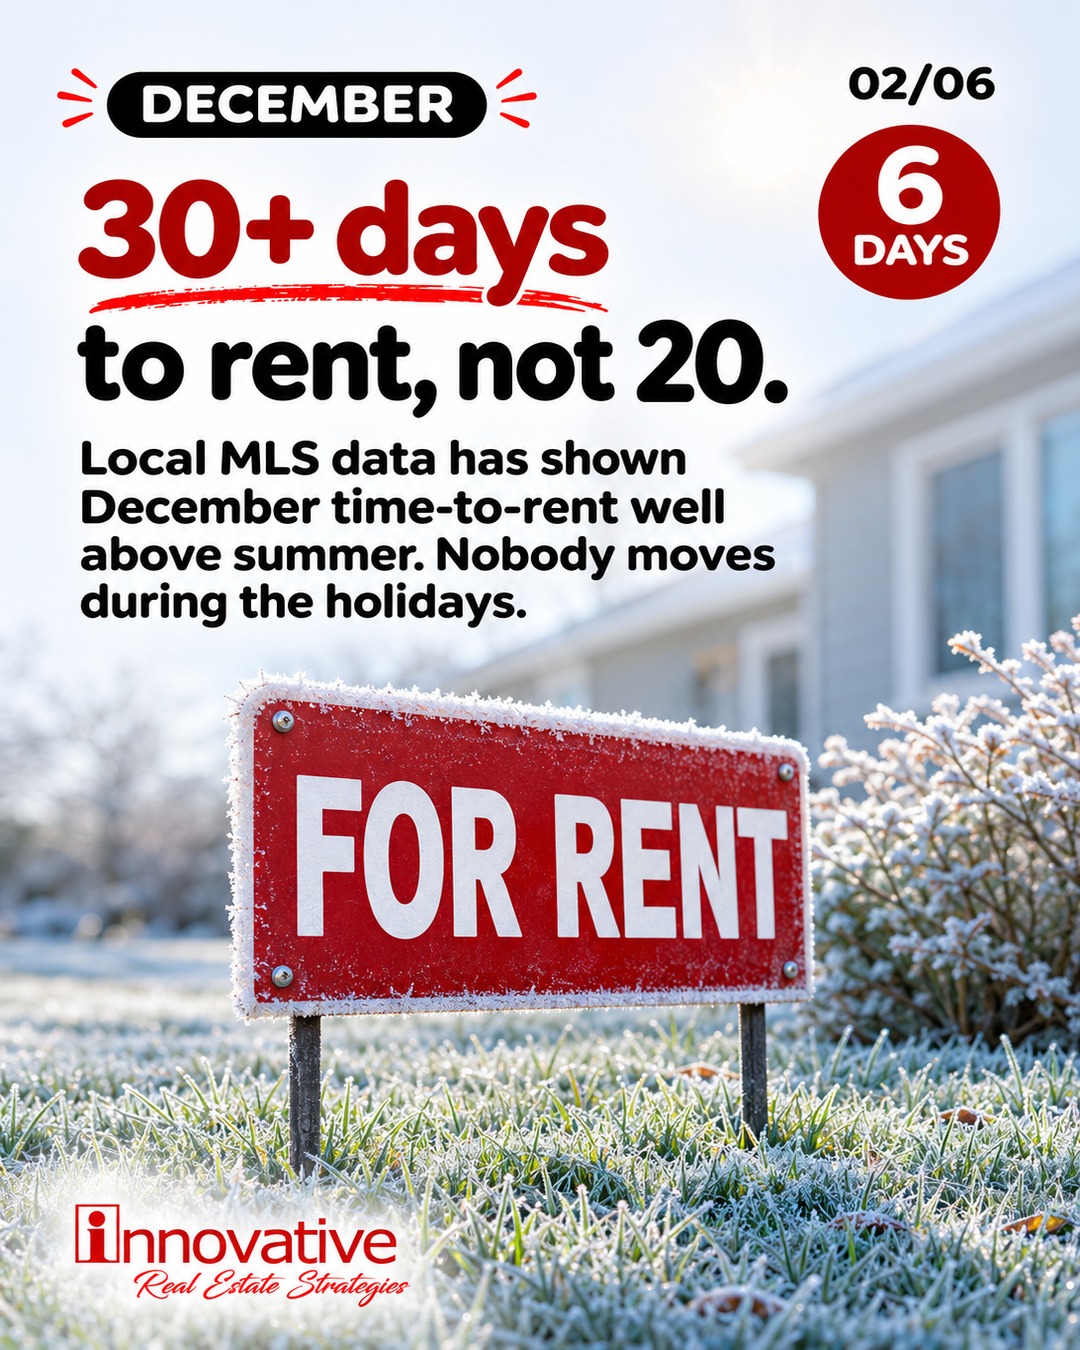 DECEMBER
02/06
6
DAYS
30+ days
to rent, not 20.
Local MLS data has shown
December time-to-rent well
above summer. Nobody moves
during the holidays.
FOR RENT
innovative
Real Estate Strategies